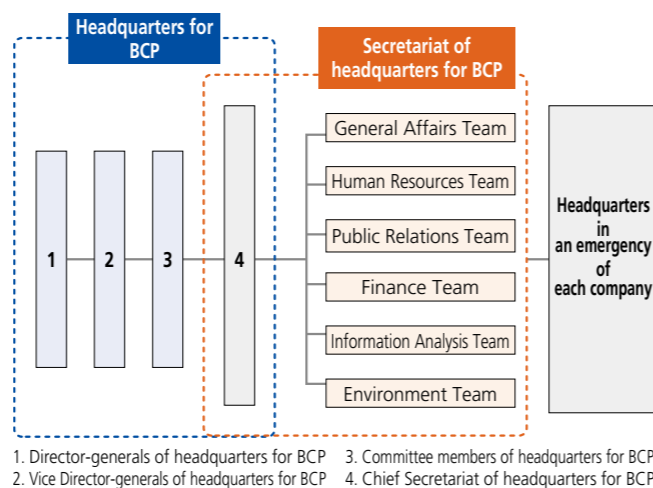 Headquarters for
BCP
Secretariat of
headquarters for BCP
1
2
3
4
General Affairs Team
Human Resources Team
Public Relations Team
Finance Team
Information Analysis Team
Environment Team
Headquarters
in
an emergency
of
each company
1. Director-generals of headquarters for BCP
2. Vice Director-generals of headquarters for BCP
3. Committee members of headquarters for BCP
4. Chief Secretariat of headquarters for BCP